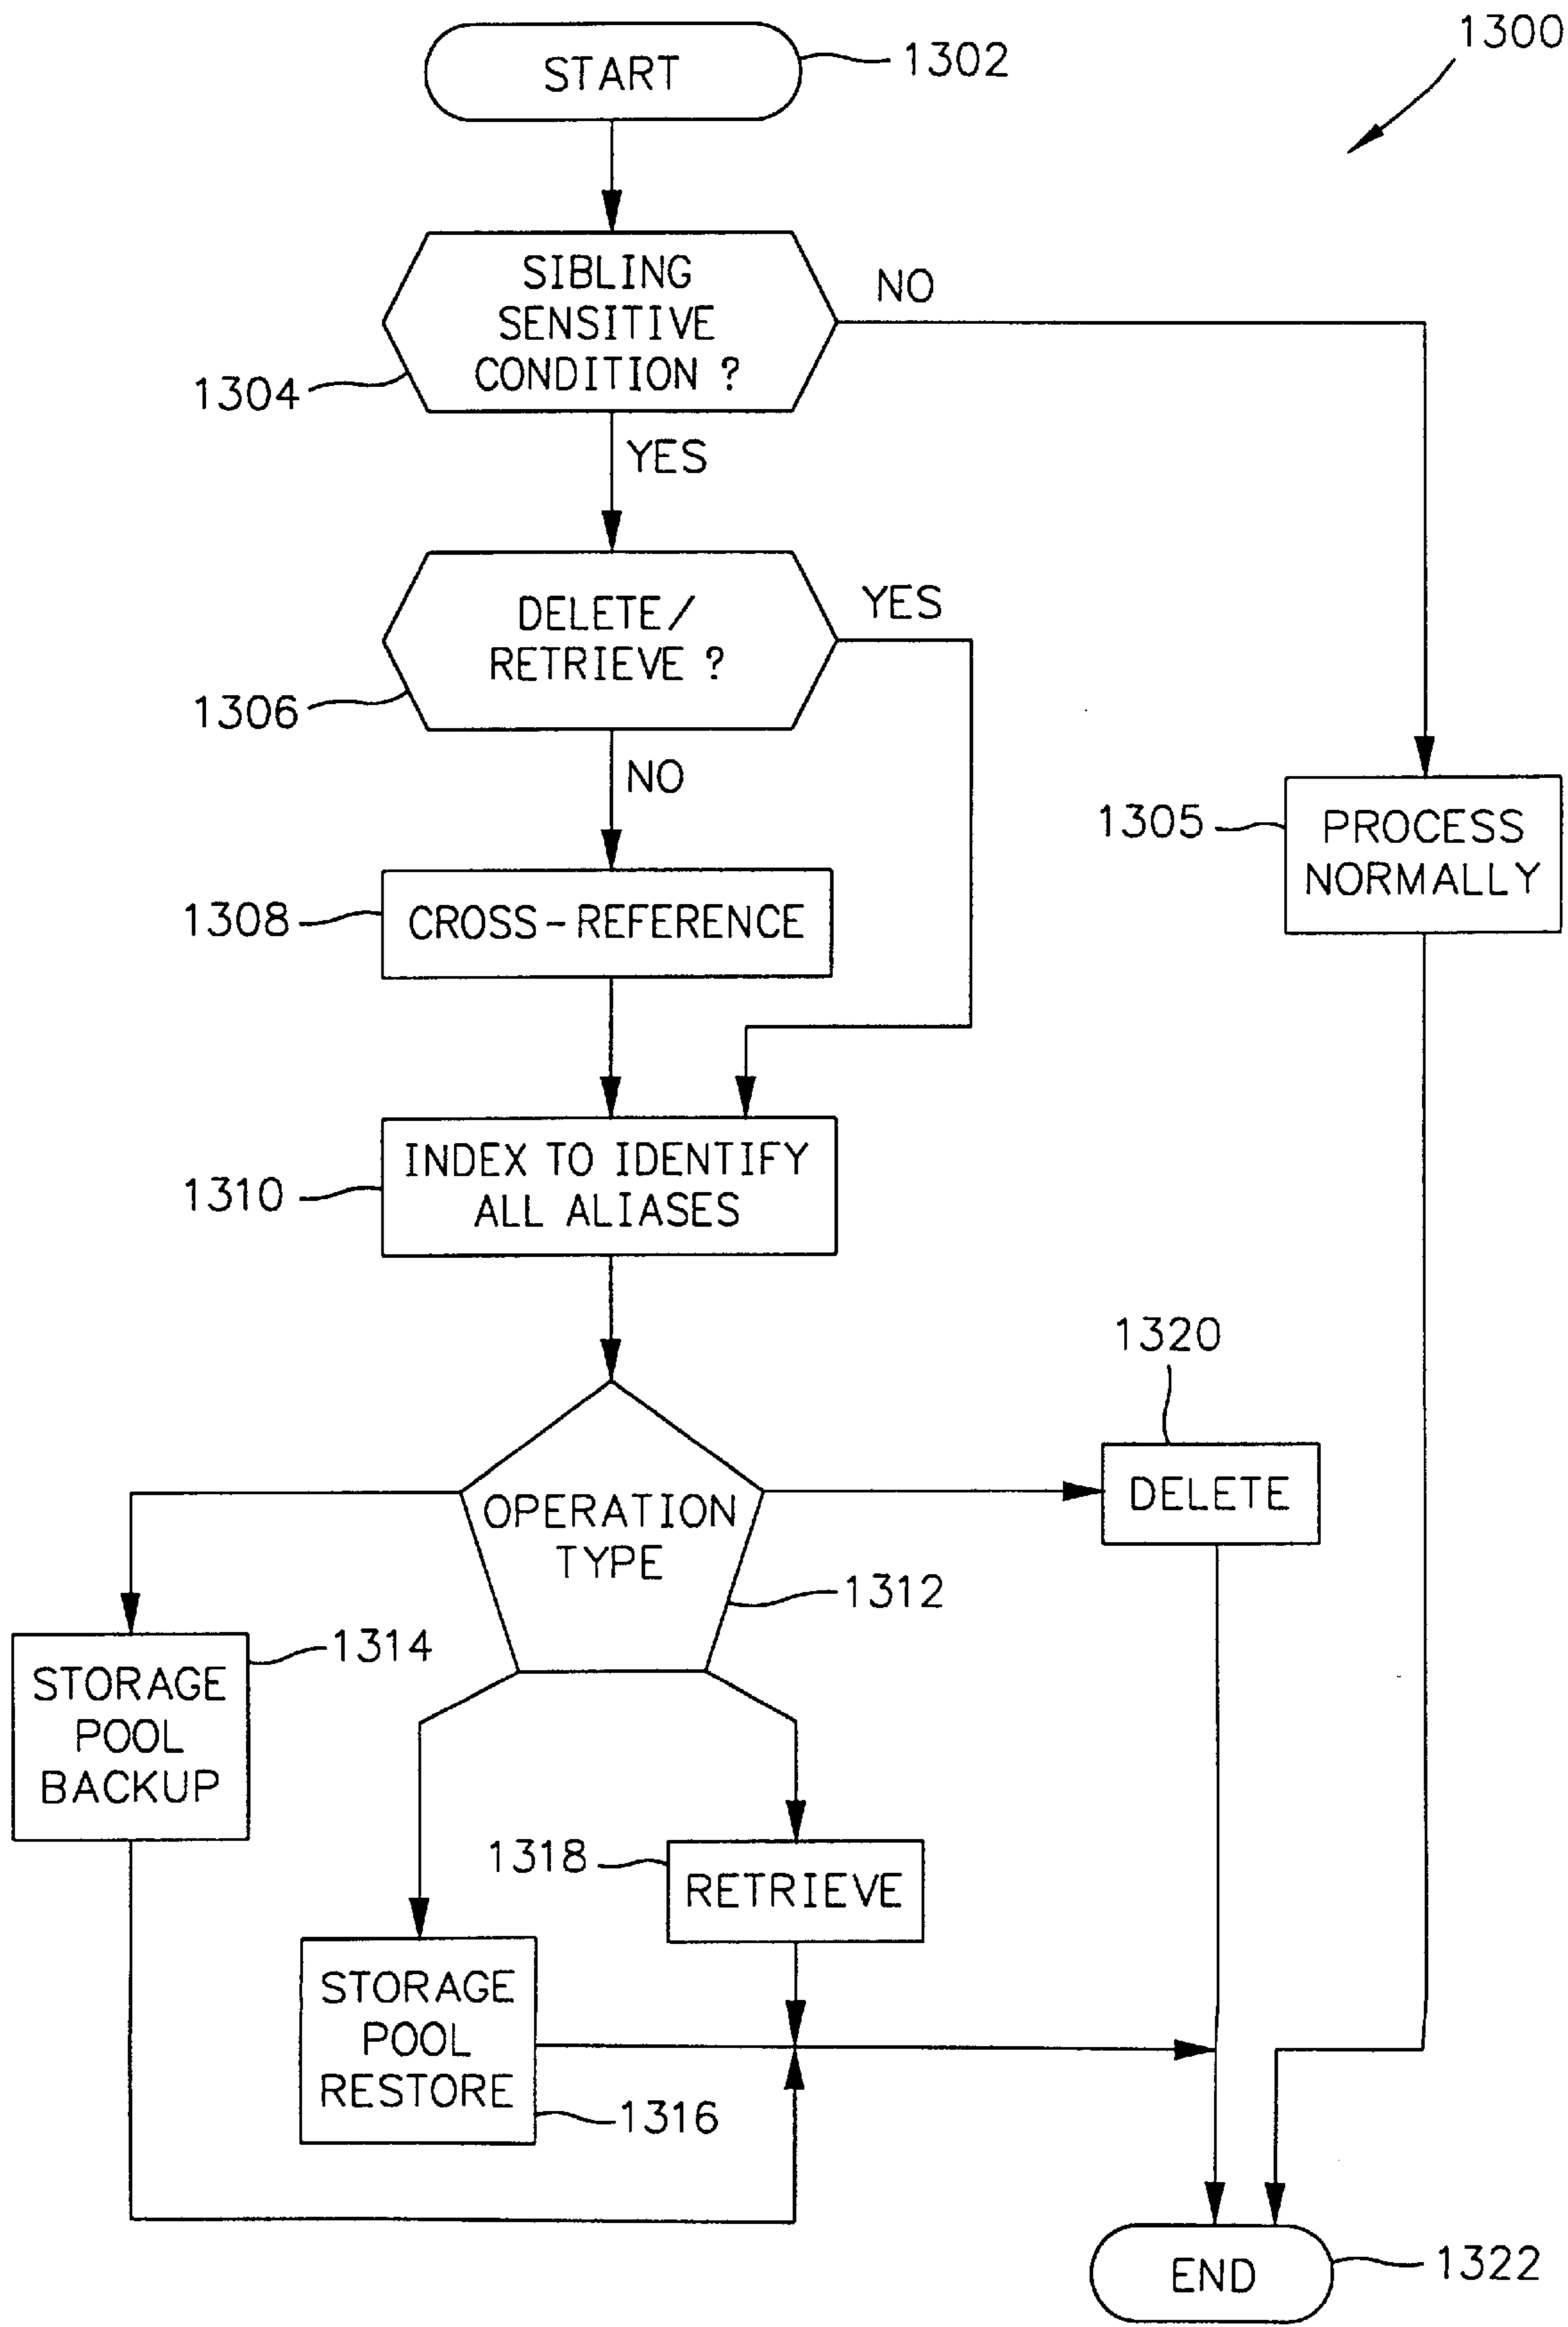 1300
START
1302
SIBLING
SENSITIVE
CONDITION ?
NO
1304
YES
DELETE/
RETRIEVE ?
YES
1306
NO
1305
PROCESS
NORMALLY
1308
CROSS-REFERENCE
1310
INDEX TO IDENTIFY
ALL ALIASES
1320
DELETE
OPERATION
TYPE
1312
1314
STORAGE
POOL
BACKUP
1318
RETRIEVE
STORAGE
POOL
RESTORE
1316
END
1322